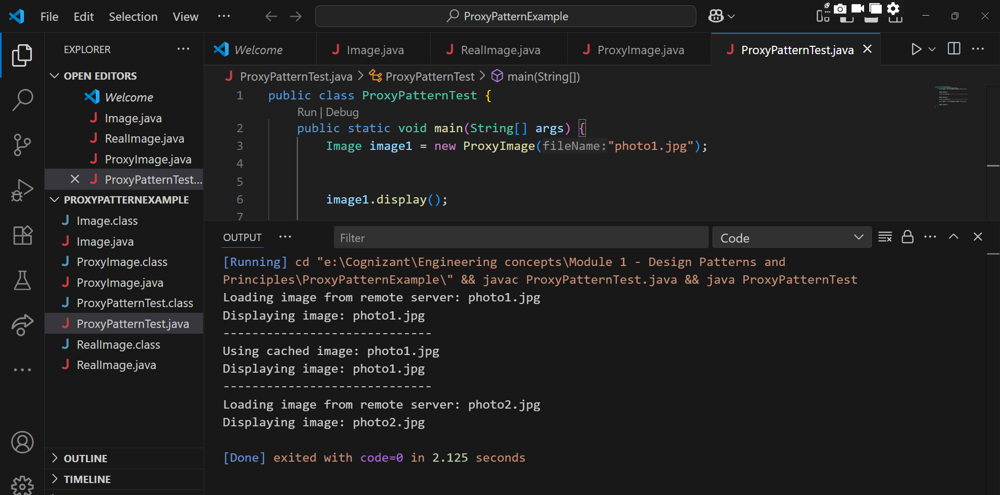 File Edit Selection View ··· ProxyPatternExample
EXPLORER ···
OPEN EDITORS
Welcome
Image.java
RealImage.java
ProxyImage.java
ProxyPatternTest...
PROXYPATTERNEXAMPLE
Image.class
Image.java
ProxyImage.class
ProxyImage.java
ProxyPatternTest.class
ProxyPatternTest.java
RealImage.class
RealImage.java
OUTLINE
TIMELINE
Welcome Image.java RealImage.java ProxyImage.java ProxyPatternTest.java
ProxyPatternTest.java > ProxyPatternTest > main(String[])
1 public class ProxyPatternTest {
Run | Debug
2 public static void main(String[] args) {
3 Image image1 = new ProxyImage(fileName:"photo1.jpg");
4
5
6 image1.display();
7
OUTPUT ··· Filter Code
[Running] cd "e:\Cognizant\Engineering concepts\Module 1 - Design Patterns and
Principles\ProxyPatternExample\" && javac ProxyPatternTest.java && java ProxyPatternTest
Loading image from remote server: photo1.jpg
Displaying image: photo1.jpg
-----------------------------
Using cached image: photo1.jpg
Displaying image: photo1.jpg
-----------------------------
Loading image from remote server: photo2.jpg
Displaying image: photo2.jpg
[Done] exited with code=0 in 2.125 seconds